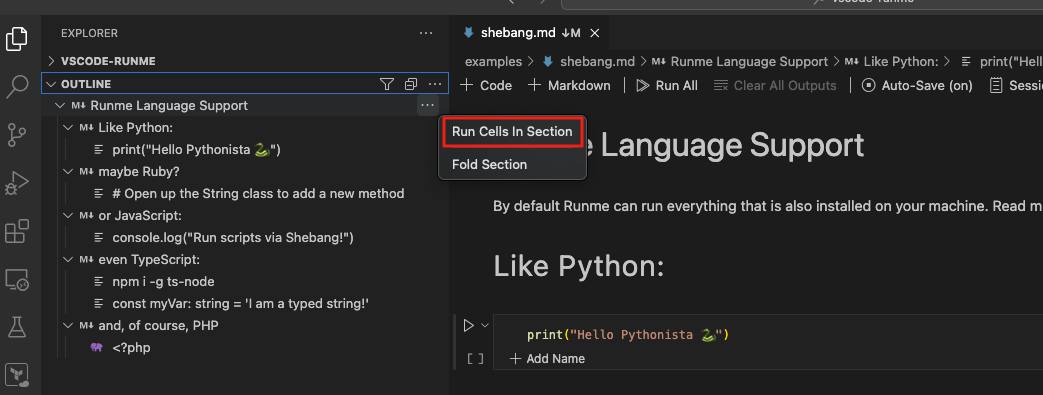 vscode-runme
EXPLORER
VSCODE-RUNME
OUTLINE
Runme Language Support
Like Python:
print("Hello Pythonista 🐍")
maybe Ruby?
# Open up the String class to add a new method
or JavaScript:
console.log("Run scripts via Shebang!")
even TypeScript:
npm i -g ts-node
const myVar: string = 'I am a typed string!'
and, of course, PHP
<?php
Run Cells In Section
Fold Section
shebang.md ↓M
examples > shebang.md > M↓ Runme Language Support > M↓ Like Python: > print("Hello
+ Code + Markdown Run All Clear All Outputs Auto-Save (on)
Language Support
By default Runme can run everything that is also installed on your machine. Read
Like Python:
print("Hello Pythonista 🐍")
[ ] + Add Name